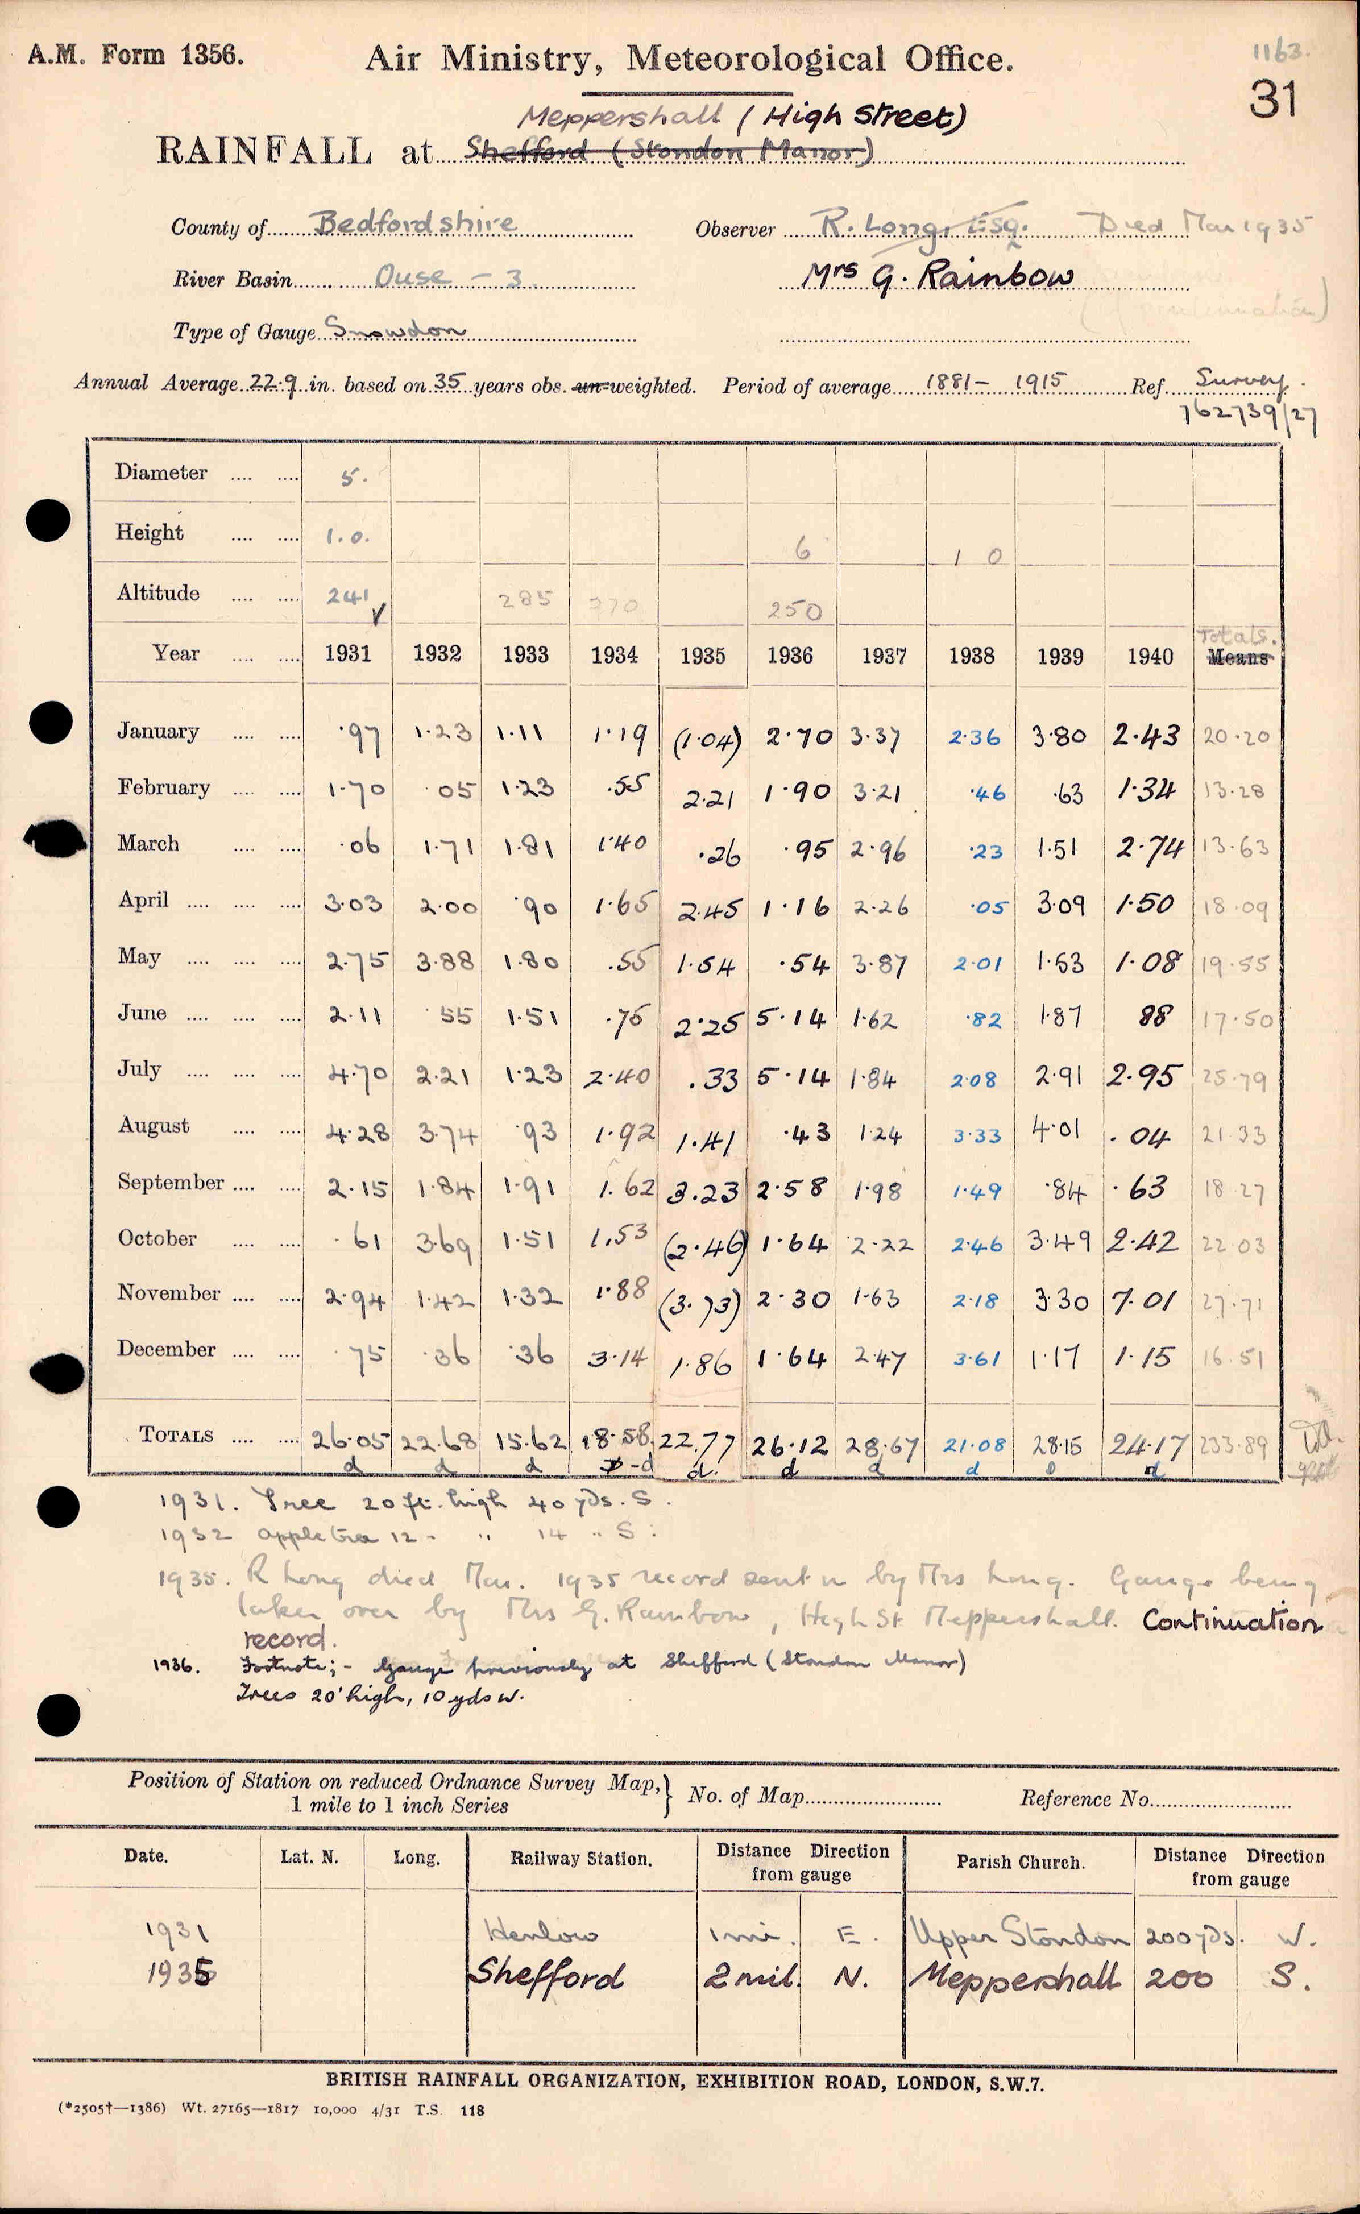 A.M. Form 1356.
Air Ministry, Meteorological Office.
1163.
31
Meppershall (High Street)
RAINFALL at Shefford (Stondon Manor)
County of Bedfordshire Observer R. Long, Esq. Died Mar 1935
River Basin Ouse - 3. Mrs G. Rainbow
Type of Gauge Snowdon
Annual Average 22.9 in. based on 35 years obs. un-weighted. Period of average 1881 - 1915 Ref. Survey.
762739/27
Diameter 5.
Height 1.0. 6 1 0
Altitude 241 285 270 250
Totals.
Year 1931 1932 1933 1934 1935 1936 1937 1938 1939 1940 Means
January .97 1.23 1.11 1.19 (1.04) 2.70 3.37 2.36 3.80 2.43 20.20
February 1.70 .05 1.23 .55 2.21 1.90 3.21 .46 .63 1.34 13.28
March .06 1.71 1.81 1.40 .26 .95 2.96 .23 1.51 2.74 13.63
April 3.03 2.00 .90 1.65 2.45 1.16 2.26 .05 3.09 1.50 18.09
May 2.75 3.88 1.80 .55 1.54 .54 3.87 2.01 1.53 1.08 19.55
June 2.11 .55 1.51 .75 2.25 5.14 1.62 .82 1.87 88 17.50
July 4.70 2.21 1.23 2.40 .33 5.14 1.84 2.08 2.91 2.95 25.79
August 4.28 3.74 .93 1.92 1.41 .43 1.24 3.33 4.01 .04 21.33
September 2.15 1.84 1.91 1.62 3.23 2.58 1.98 1.49 .84 .63 18.27
October .61 3.69 1.51 1.53 (2.46) 1.64 2.22 2.46 3.49 2.42 22.03
November 2.94 1.42 1.32 1.88 (3.73) 2.30 1.63 2.18 3.30 7.01 27.71
December .75 .36 .36 3.14 1.86 1.64 2.47 3.61 1.17 1.15 16.51
TOTALS 26.05 22.68 15.62 18.58 22.77 26.12 28.67 21.08 28.15 24.17 233.89
d d d d d. d d d d
1931. Tree 20 ft. high 40 yds. S.
1932 apple tree 12 - " 14 " S.
1935. R Long died Mar. 1935 record sent in by Mrs Long. Gauge being
taken over by Mrs G. Rainbow, High St Meppershall. Continuation
record.
1936. Footnote; - Gauge previously at Shefford (Stondon Manor)
Trees 20' high, 10 yds W.
Position of Station on reduced Ordnance Survey Map,} No. of Map Reference No.
1 mile to 1 inch Series
Date. Lat. N. Long. Railway Station. Distance Direction from gauge Parish Church. Distance Direction from gauge
1931 Henlow 1 mi. E. Upper Stondon 200 yds. W.
1935 Shefford 2 mil. N. Meppershall 200 S.
BRITISH RAINFALL ORGANIZATION, EXHIBITION ROAD, LONDON, S.W.7.
(*2505†—1386) Wt. 27165—1817 10,000 4/31 T.S. 118